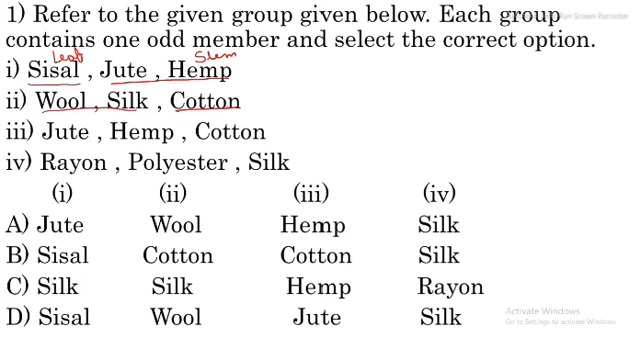 1) Refer to the given group given below. Each group
contains one odd member and select the correct option.
Leaf Stem
i) Sisal , Jute , Hemp
ii) Wool , Silk , Cotton
iii) Jute , Hemp , Cotton
iv) Rayon , Polyester , Silk
(i) (ii) (iii) (iv)
A) Jute Wool Hemp Silk
B) Sisal Cotton Cotton Silk
C) Silk Silk Hemp Rayon
D) Sisal Wool Jute Silk
Activate Windows
Go to Settings to activate Windows.